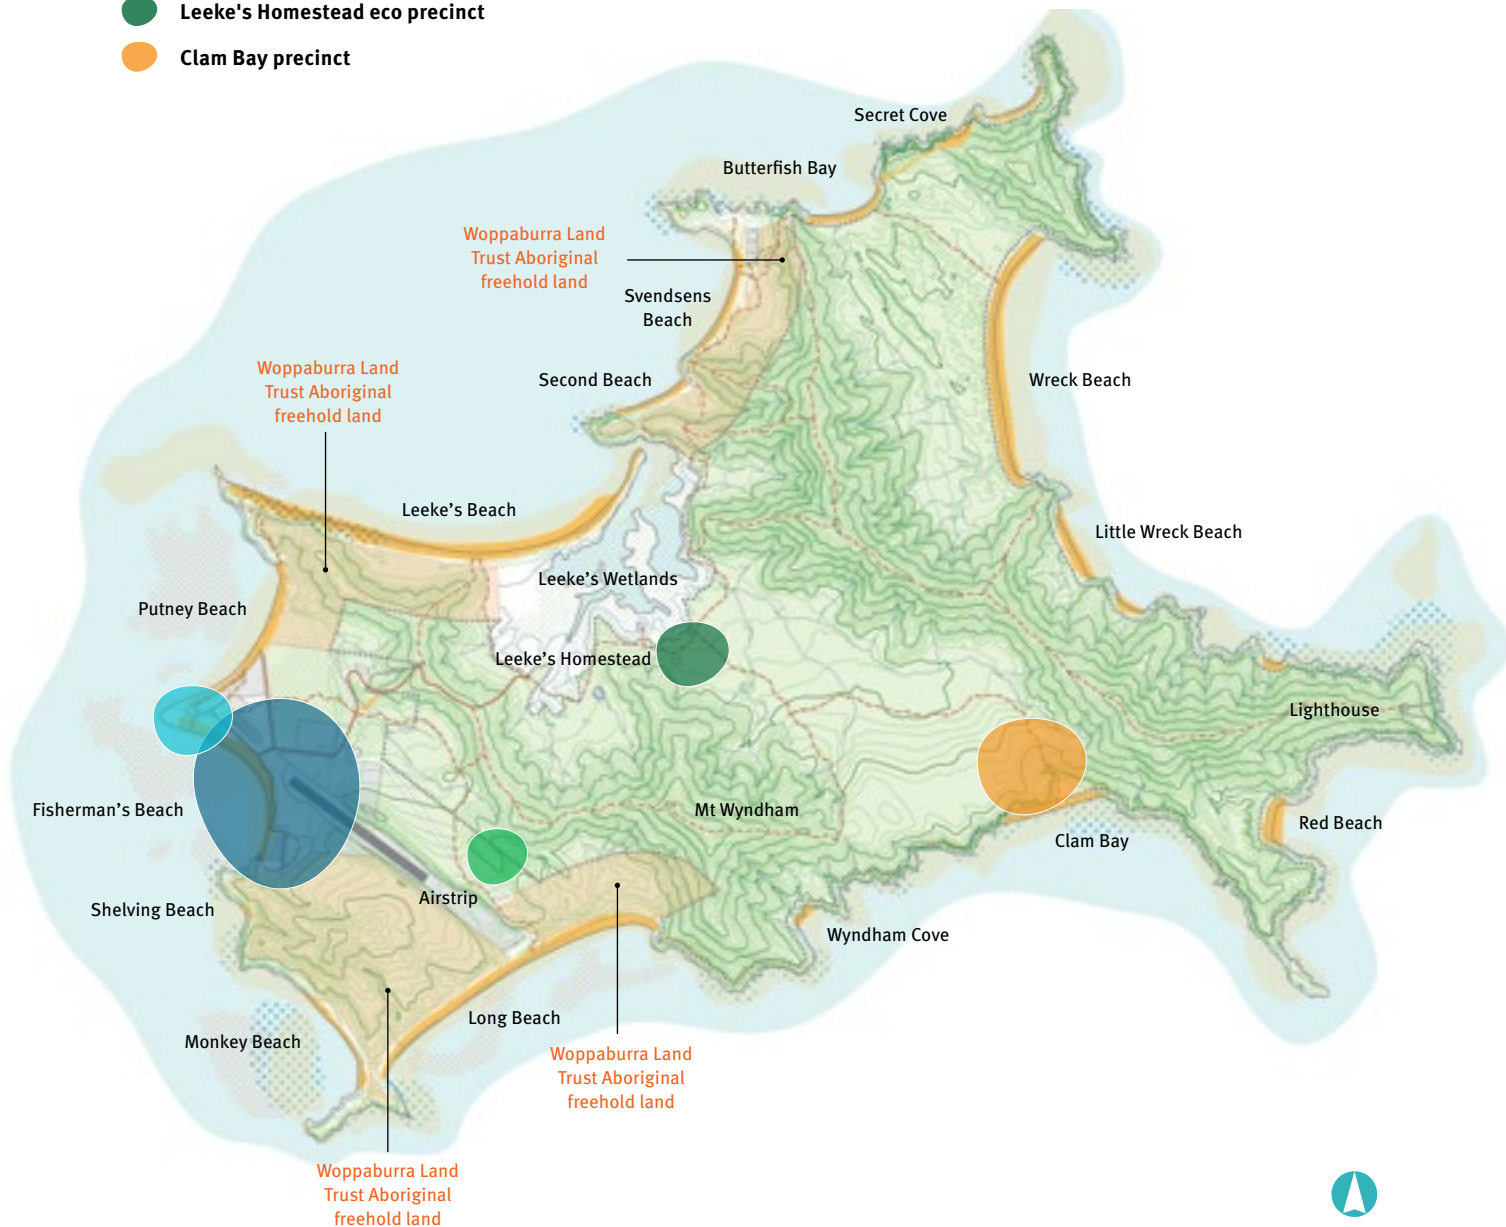 Leeke's Homestead eco precinct
Clam Bay precinct
Secret Cove
Butterfish Bay
Woppaburra Land
Trust Aboriginal
freehold land
Svendsens
Beach
Woppaburra Land
Trust Aboriginal
freehold land
Second Beach
Wreck Beach
Leeke’s Beach
Little Wreck Beach
Leeke’s Wetlands
Putney Beach
Leeke’s Homestead
Lighthouse
Fisherman’s Beach
Mt Wyndham
Red Beach
Clam Bay
Airstrip
Shelving Beach
Wyndham Cove
Long Beach
Monkey Beach
Woppaburra Land
Trust Aboriginal
freehold land
Woppaburra Land
Trust Aboriginal
freehold land